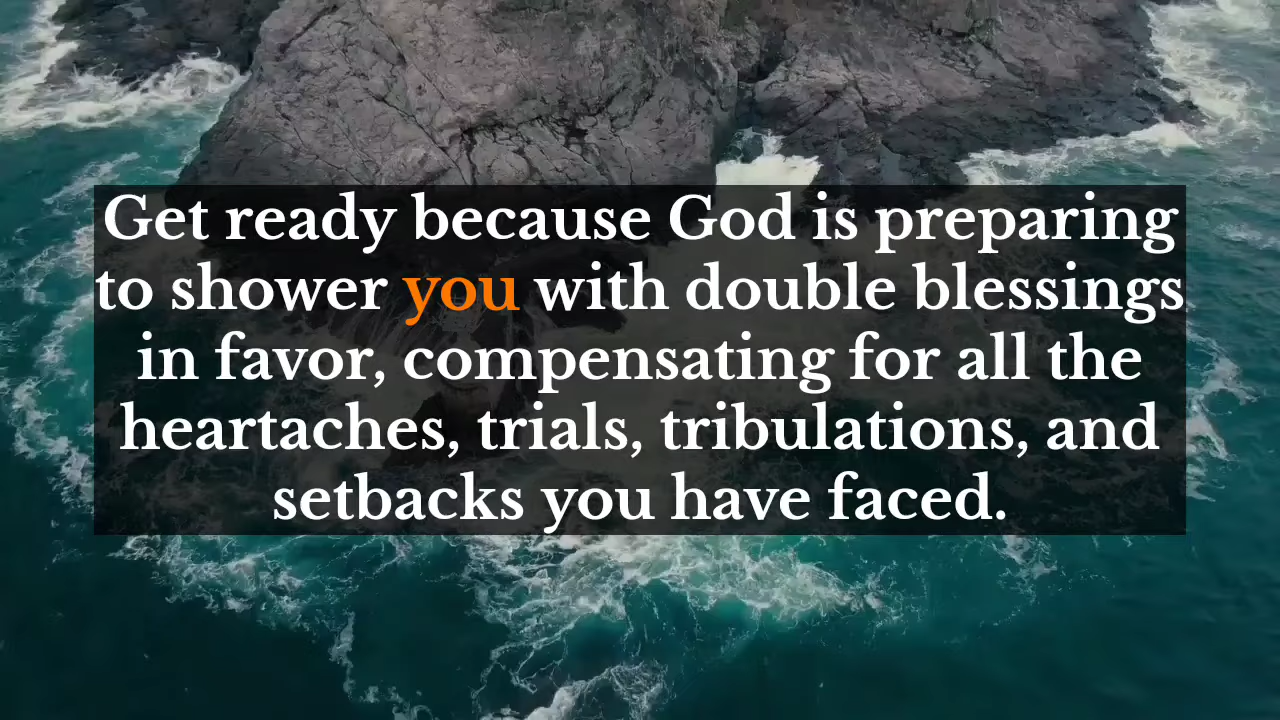 Get ready because God is preparing
to shower you with double blessings
in favor, compensating for all the
heartaches, trials, tribulations, and
setbacks you have faced.